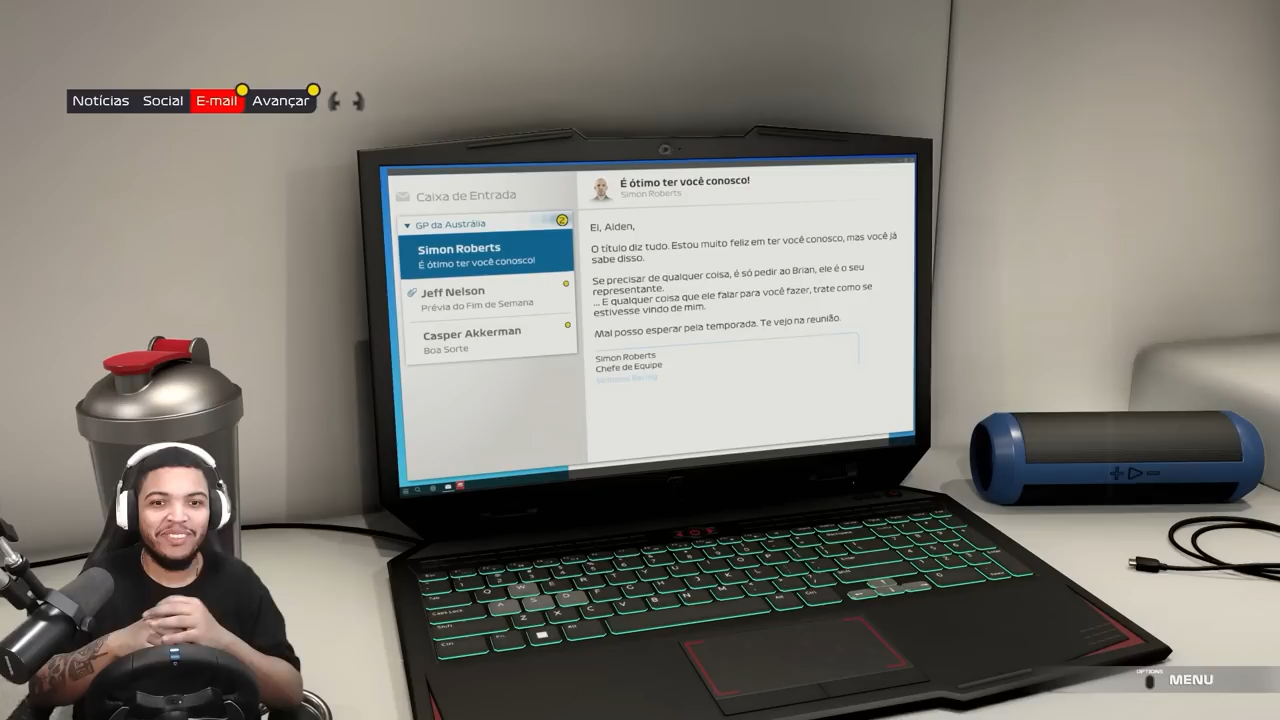 Notícias Social E-mail Avançar
Caixa de Entrada
GP da Austrália 2
Simon Roberts
É ótimo ter você conosco!
Jeff Nelson
Prévia do Fim de Semana
Casper Akkerman
Boa Sorte
É ótimo ter você conosco!
Simon Roberts
Ei, Aiden,
O título diz tudo. Estou muito feliz em ter você conosco, mas você já
sabe disso.
Se precisar de qualquer coisa, é só pedir ao Brian, ele é o seu
representante.
... E qualquer coisa que ele falar para você fazer, trate como se
estivesse vindo de mim.
Mal posso esperar pela temporada. Te vejo na reunião.
Simon Roberts
Chefe de Equipe
OPTIONS
MENU